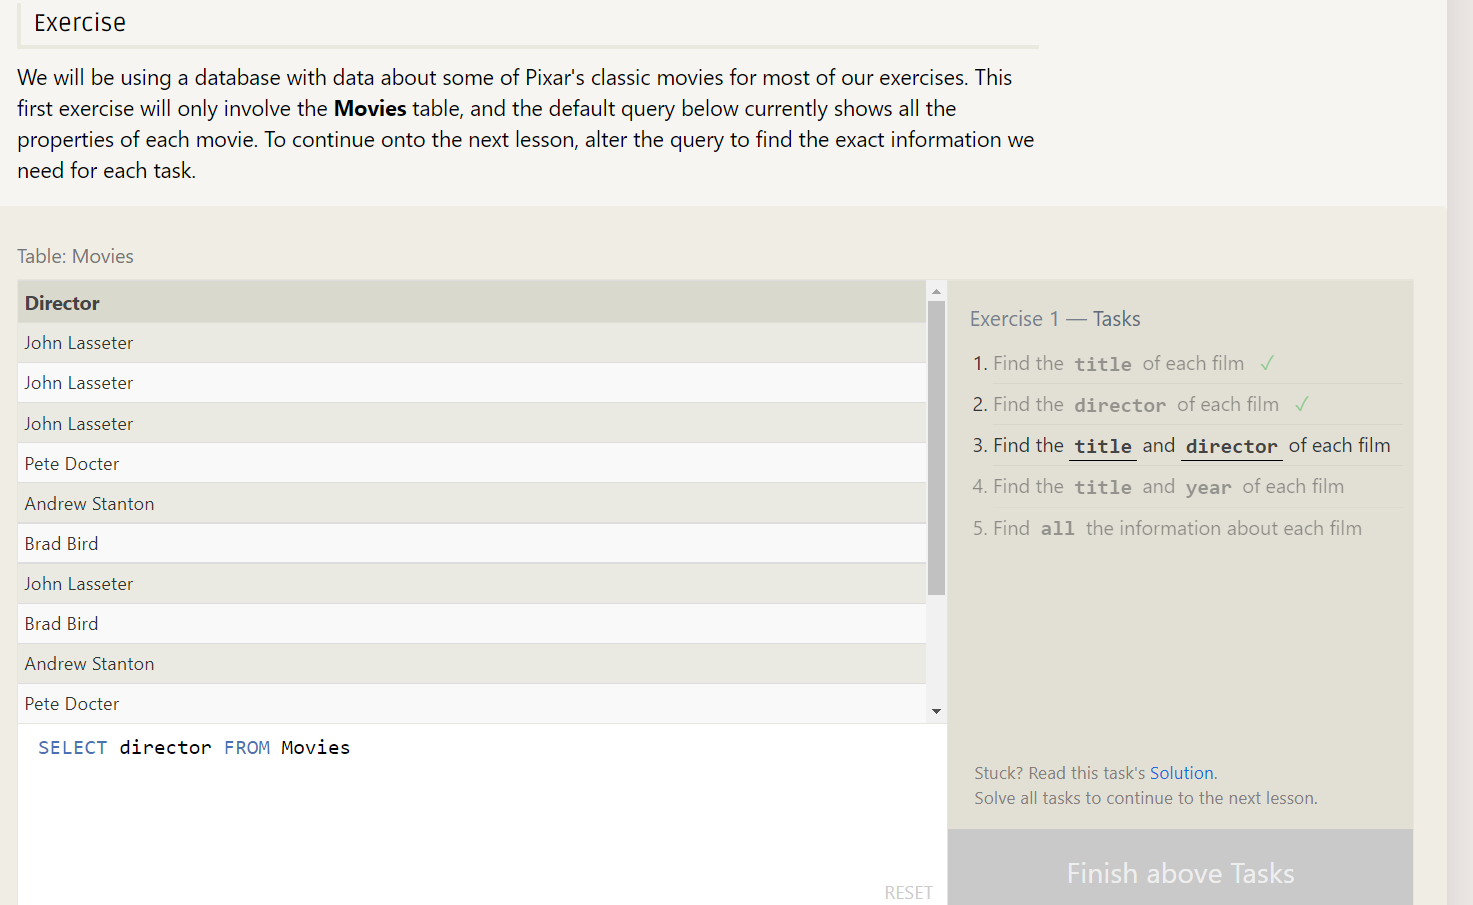 Exercise
We will be using a database with data about some of Pixar's classic movies for most of our exercises. This
first exercise will only involve the Movies table, and the default query below currently shows all the
properties of each movie. To continue onto the next lesson, alter the query to find the exact information we
need for each task.
Table: Movies
Director
John Lasseter
John Lasseter
John Lasseter
Pete Docter
Andrew Stanton
Brad Bird
John Lasseter
Brad Bird
Andrew Stanton
Pete Docter
SELECT director FROM Movies
RESET
Exercise 1 — Tasks
1. Find the title of each film ✓
2. Find the director of each film ✓
3. Find the title and director of each film
4. Find the title and year of each film
5. Find all the information about each film
Stuck? Read this task's Solution.
Solve all tasks to continue to the next lesson.
Finish above Tasks